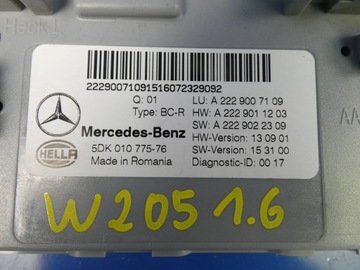 Heck L
22290071091516072329092
Q: 01
LU: A 222 900 71 09
Type: BC-R
HW: A 222 901 12 03
Mercedes-Benz
SW: A 222 902 23 09
HW-Version: 13 09 01
HELLA
5DK 010 775-76
SW-Version: 15 31 00
Made in Romania
Diagnostic-ID: 00 17
W205 1.6